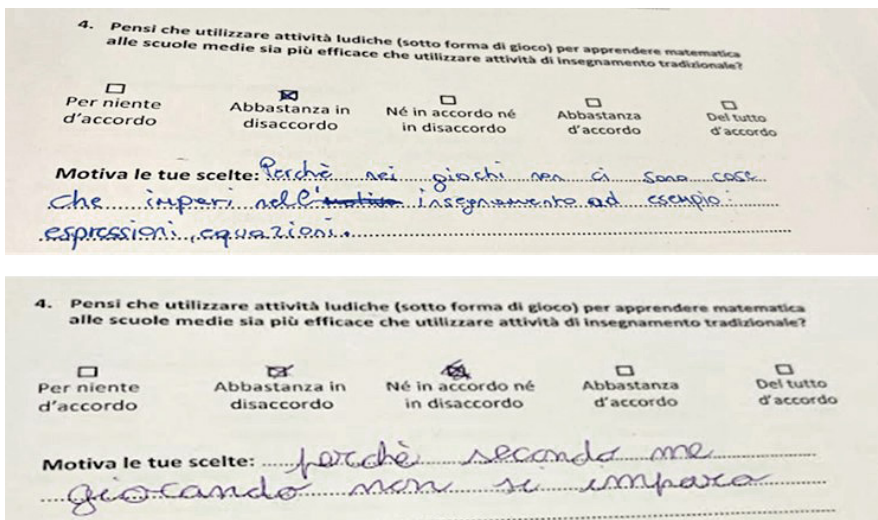 4. Pensi che utilizzare attività ludiche (sotto forma di gioco) per apprendere matematica
alle scuole medie sia più efficace che utilizzare attività di insegnamento tradizionale?
Per niente d'accordo
Abbastanza in disaccordo
Né in accordo né in disaccordo
Abbastanza d'accordo
Del tutto d'accordo
Motiva le tue scelte: Perchè nei giochi non ci sono cose
che imperi nell' insegnamento ad esempio:
espressioni, equazioni.
4. Pensi che utilizzare attività ludiche (sotto forma di gioco) per apprendere matematica
alle scuole medie sia più efficace che utilizzare attività di insegnamento tradizionale?
Per niente d'accordo
Abbastanza in disaccordo
Né in accordo né in disaccordo
Abbastanza d'accordo
Del tutto d'accordo
Motiva le tue scelte: perchè secondo me
giocando non si impara